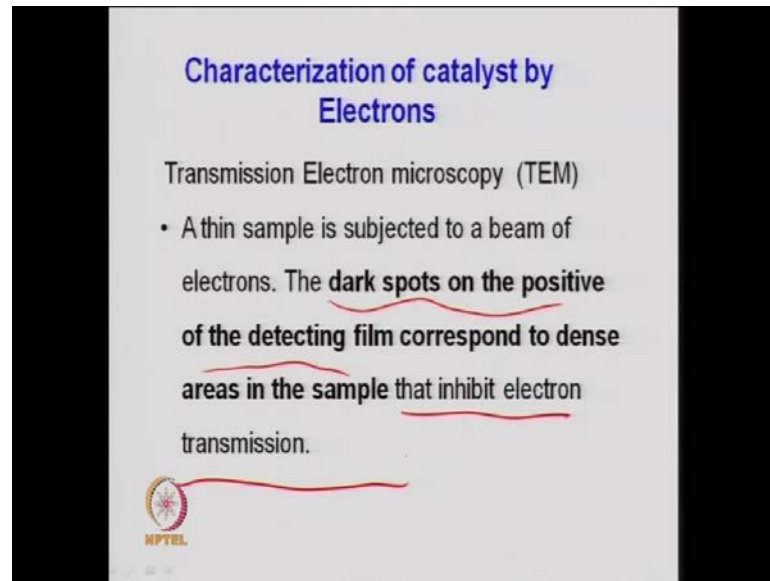 Characterization of catalyst by
Electrons
Transmission Electron microscopy (TEM)
• A thin sample is subjected to a beam of
electrons. The dark spots on the positive
of the detecting film correspond to dense
areas in the sample that inhibit electron
transmission.
NPTEL